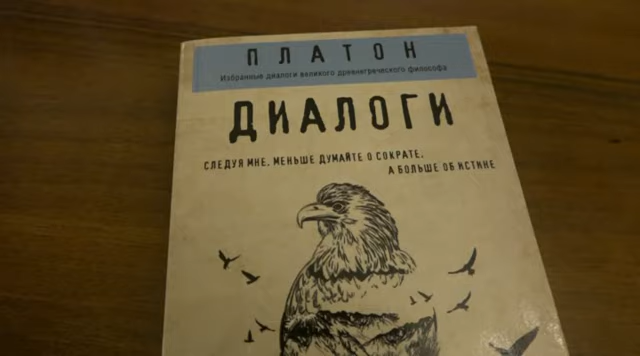 ПЛАТОН
Избранные диалоги великого древнегреческого философа
ДИАЛОГИ
СЛЕДУЯ МНЕ, МЕНЬШЕ ДУМАЙТЕ О СОКРАТЕ,
А БОЛЬШЕ ОБ ИСТИНЕ